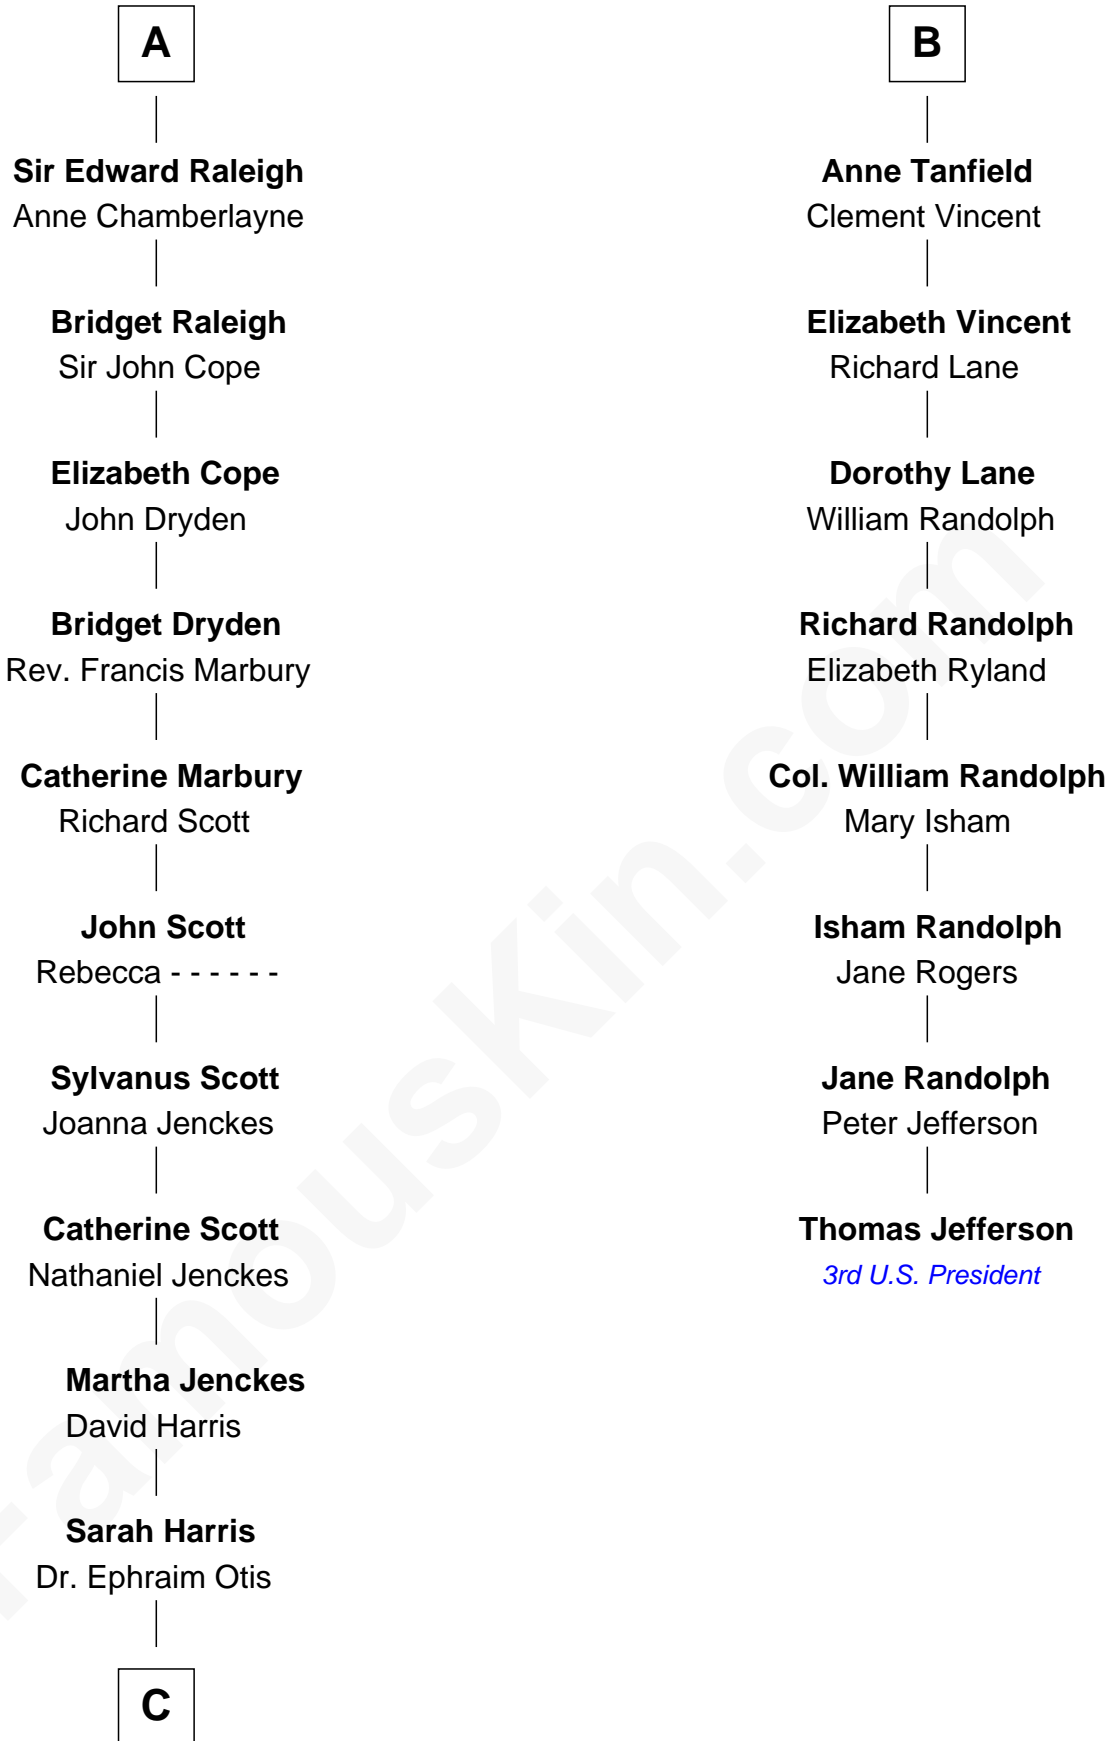 A
Sir Edward Raleigh
Anne Chamberlayne
Bridget Raleigh
Sir John Cope
Elizabeth Cope
John Dryden
Bridget Dryden
Rev. Francis Marbury
Catherine Marbury
Richard Scott
John Scott
Rebecca - - - - - -
Sylvanus Scott
Joanna Jenckes
Catherine Scott
Nathaniel Jenckes
Martha Jenckes
David Harris
Sarah Harris
Dr. Ephraim Otis
C
B
Anne Tanfield
Clement Vincent
Elizabeth Vincent
Richard Lane
Dorothy Lane
William Randolph
Richard Randolph
Elizabeth Ryland
Col. William Randolph
Mary Isham
Isham Randolph
Jane Rogers
Jane Randolph
Peter Jefferson
Thomas Jefferson
3rd U.S. President
FamousKin.com